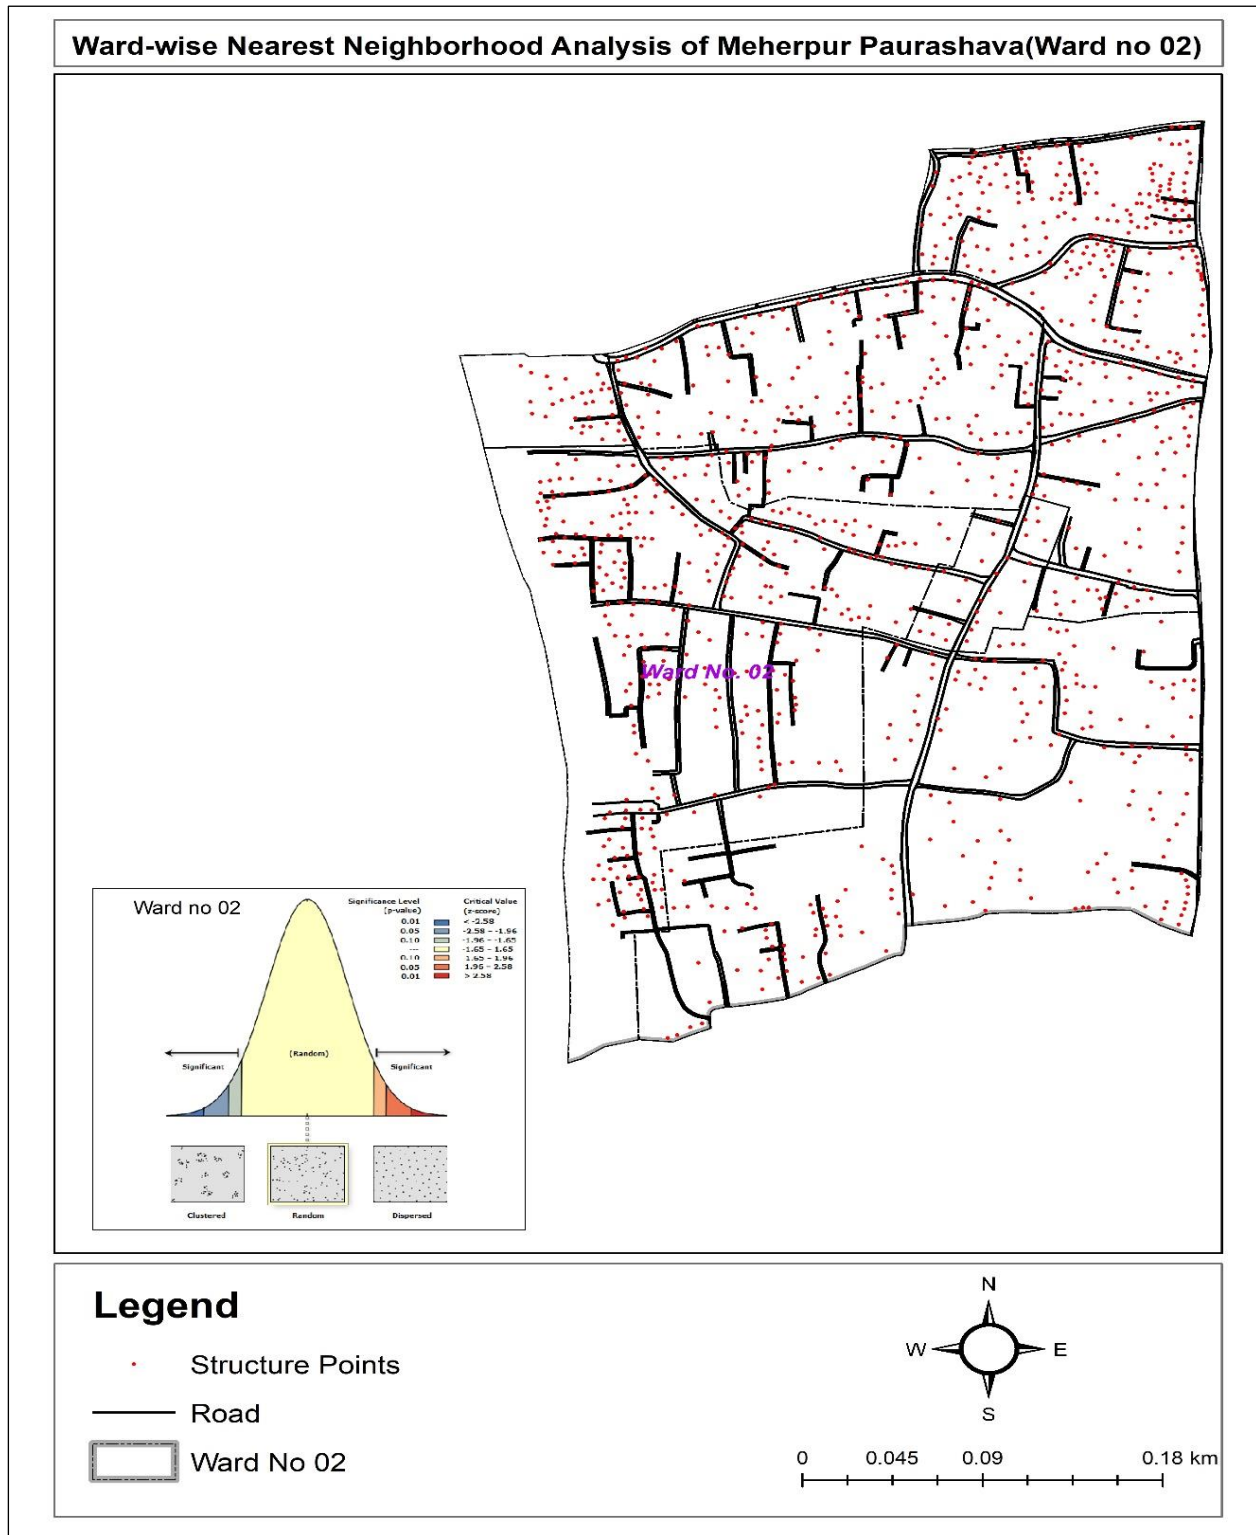 Ward-wise Nearest Neighborhood Analysis of Meherpur Paurashava(Ward no 02)
Ward No. 02
Ward no 02
Significance Level (p-value)
Critical Value (z-score)
0.01 < -2.58
0.05 -2.58 – -1.96
0.10 -1.96 – -1.65
--- -1.65 – 1.65
0.10 1.65 – 1.96
0.05 1.96 – 2.58
0.01 > 2.58
(Random)
Significant Significant
Clustered Random Dispersed
Legend
Structure Points
Road
Ward No 02
N
W E
S
0 0.045 0.09 0.18 km